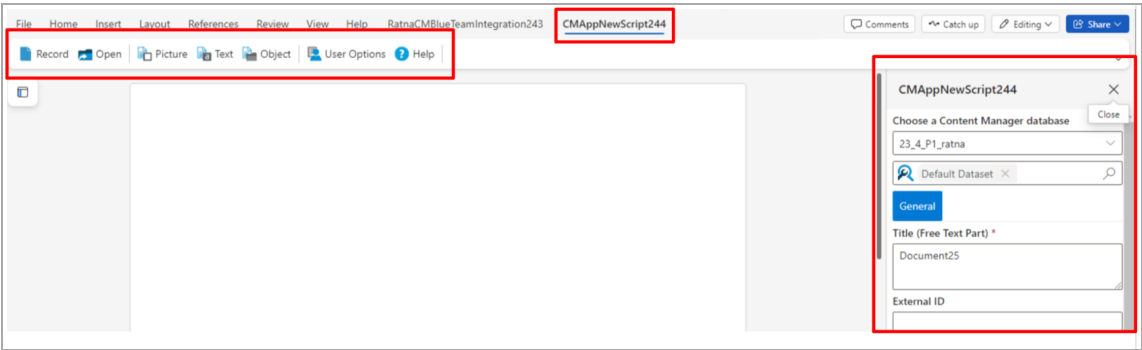 File Home Insert Layout References Review View Help RatnaCMBlueTeamIntegration243 CMAppNewScript244 Comments Catch up Editing Share
Record Open Picture Text Object User Options Help
CMAppNewScript244
Close
Choose a Content Manager database
23_4_P1_ratna
Default Dataset
General
Title (Free Text Part) *
Document25
External ID